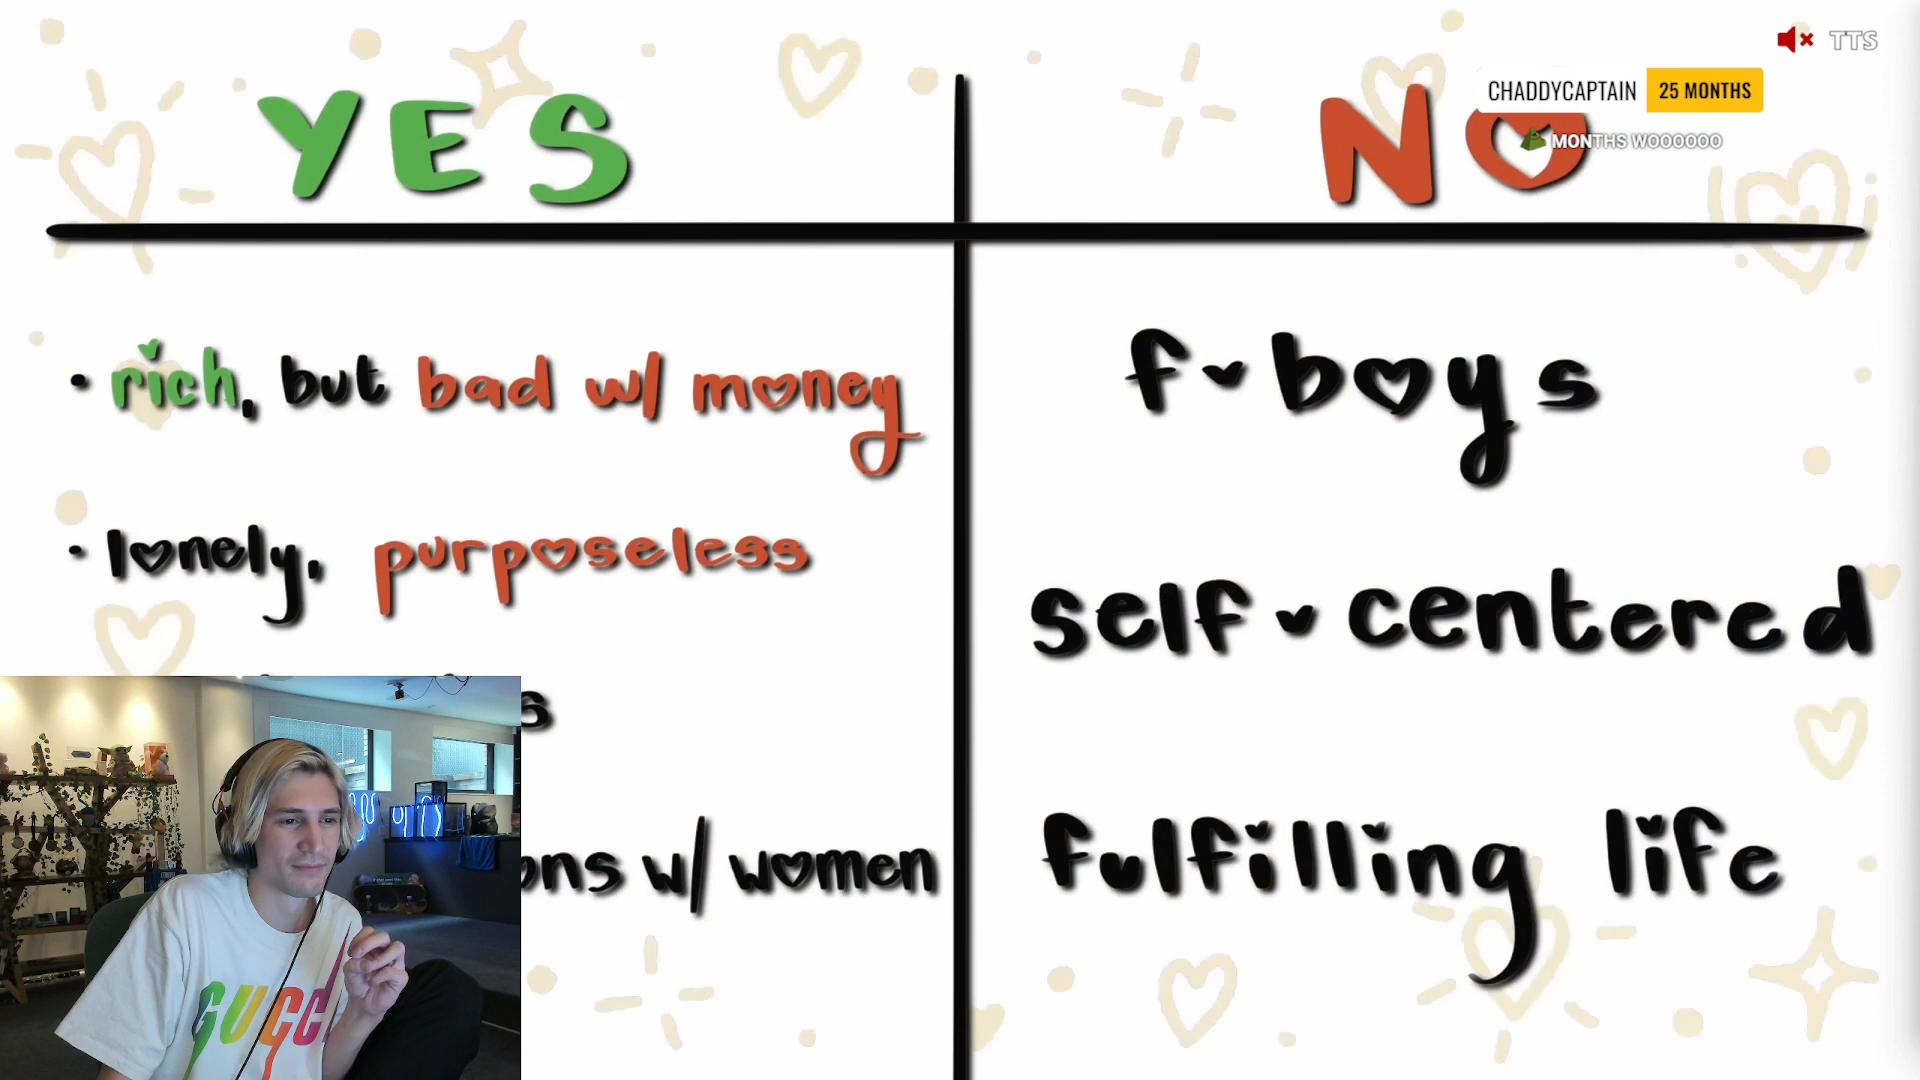 TTS
CHADDYCAPTAIN 25 MONTHS
MONTHS WOOOOOO
YES
NO
· rich, but bad w/ money
· lonely, purposeless
s
ons w/ women
f-boys
self-centered
fulfilling life
GUCCI